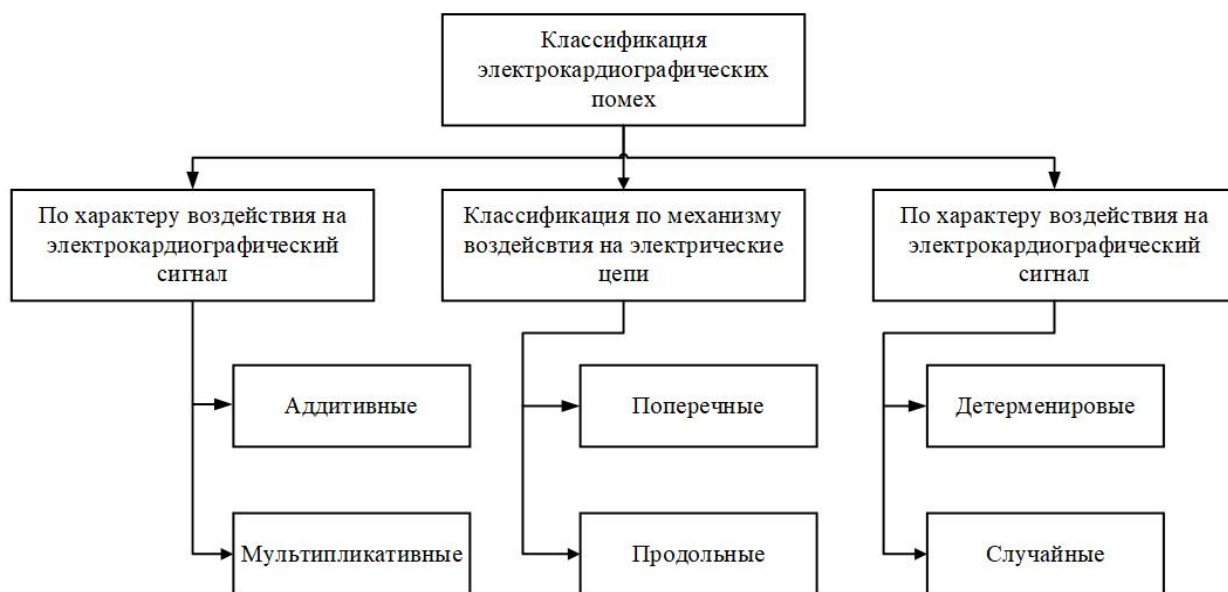 Классификация
электрокардиографических
помех
По характеру воздействия на
электрокардиографический
сигнал
Классификация по механизму
воздейсвтия на электрические
цепи
По характеру воздействия на
электрокардиографический
сигнал
Аддитивные
Поперечные
Детерменировые
Мультипликативные
Продольные
Случайные